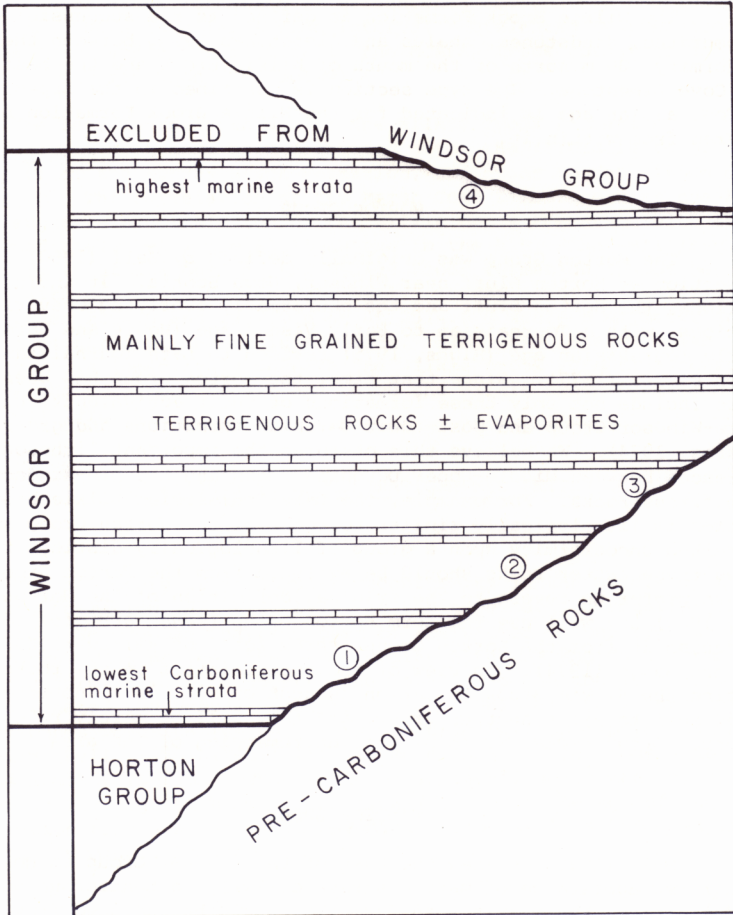 EXCLUDED FROM WINDSOR GROUP
highest marine strata
④
MAINLY FINE GRAINED TERRIGENOUS ROCKS
TERRIGENOUS ROCKS ± EVAPORITES
WINDSOR GROUP
③
②
①
lowest Carboniferous
marine strata
PRE-CARBONIFEROUS ROCKS
HORTON
GROUP